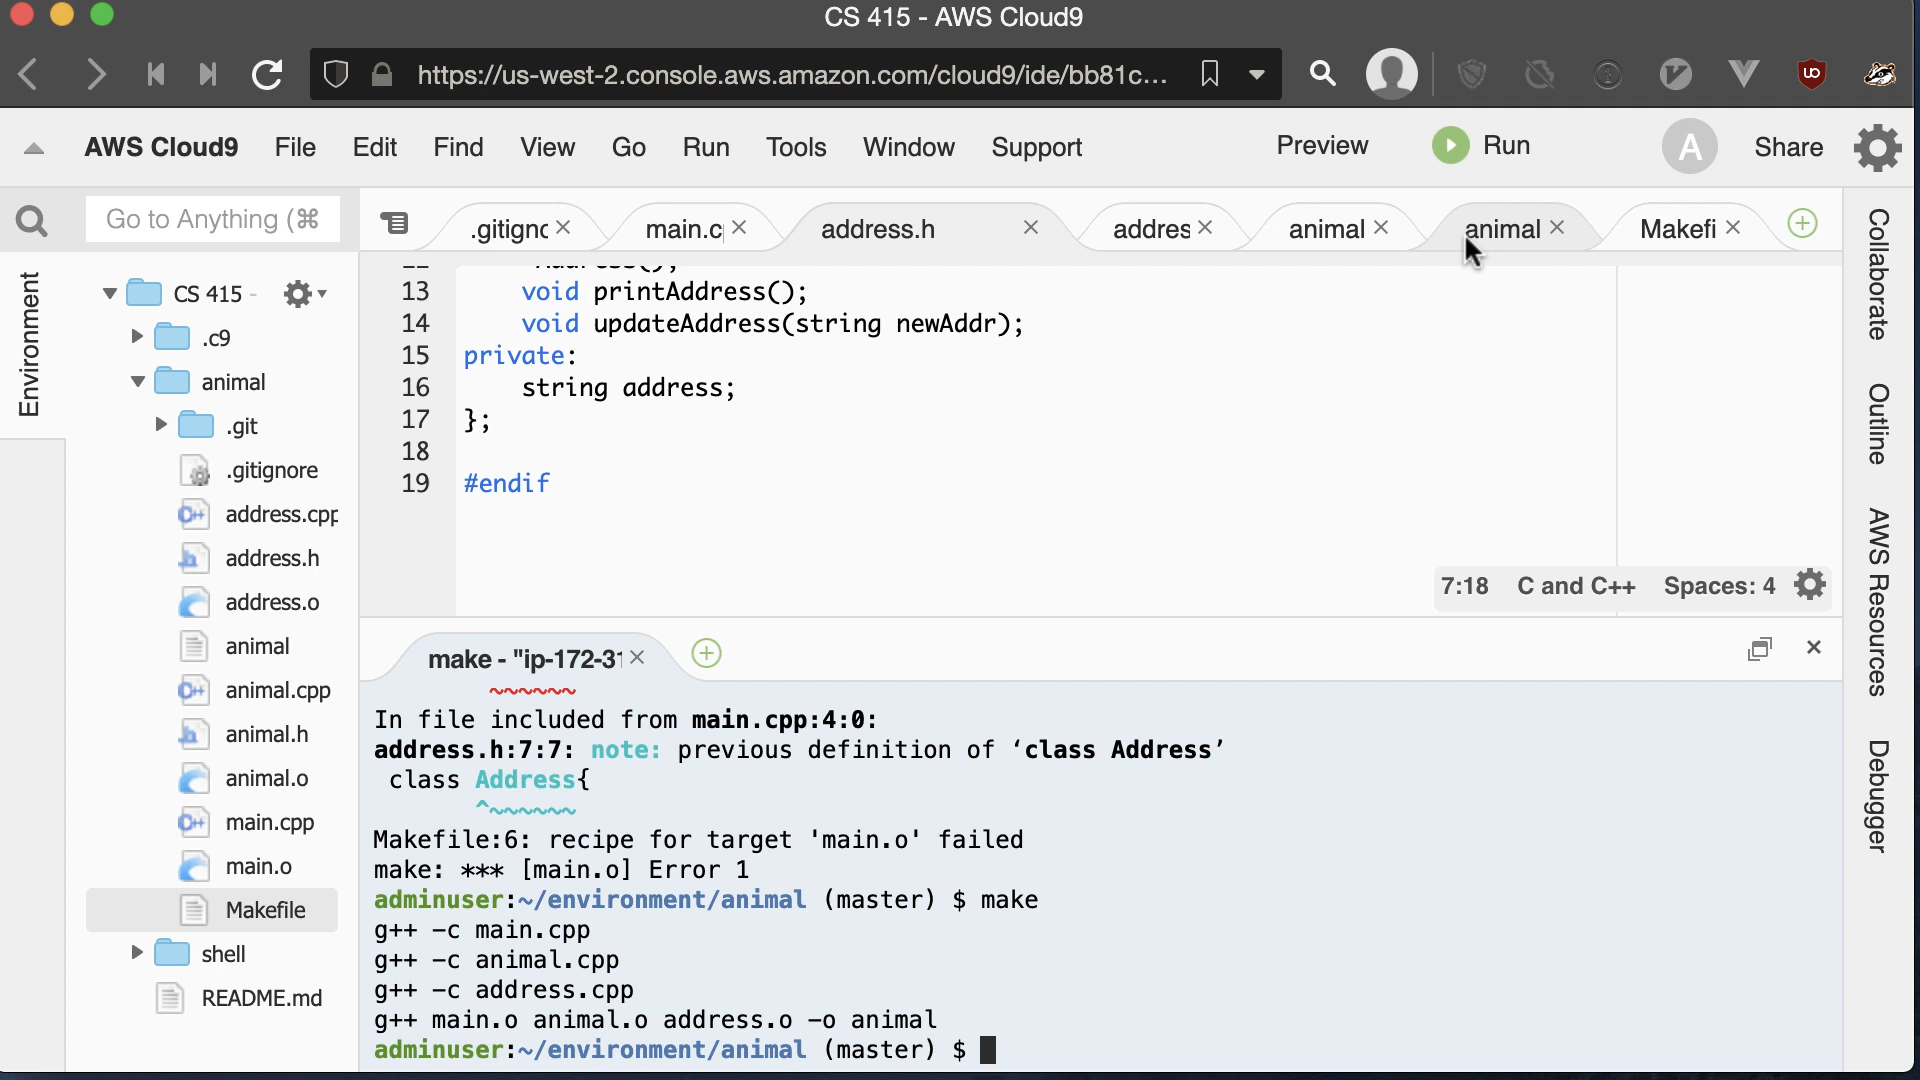 CS 415 - AWS Cloud9
https://us-west-2.console.aws.amazon.com/cloud9/ide/bb81c...
AWS Cloud9 File Edit Find View Go Run Tools Window Support Preview Run A Share
Go to Anything (⌘
.gitignc main.c address.h addres animal animal Makefi
Environment
CS 415 -
.c9
animal
.git
.gitignore
address.cpp
address.h
address.o
animal
animal.cpp
animal.h
animal.o
main.cpp
main.o
Makefile
shell
README.md
13 void printAddress();
14 void updateAddress(string newAddr);
15 private:
16 string address;
17 };
18
19 #endif
7:18 C and C++ Spaces: 4
make - "ip-172-31
In file included from main.cpp:4:0:
address.h:7:7: note: previous definition of ‘class Address’
class Address{
^~~~~~~
Makefile:6: recipe for target 'main.o' failed
make: *** [main.o] Error 1
adminuser:~/environment/animal (master) $ make
g++ -c main.cpp
g++ -c animal.cpp
g++ -c address.cpp
g++ main.o animal.o address.o -o animal
adminuser:~/environment/animal (master) $
Collaborate
Outline
AWS Resources
Debugger